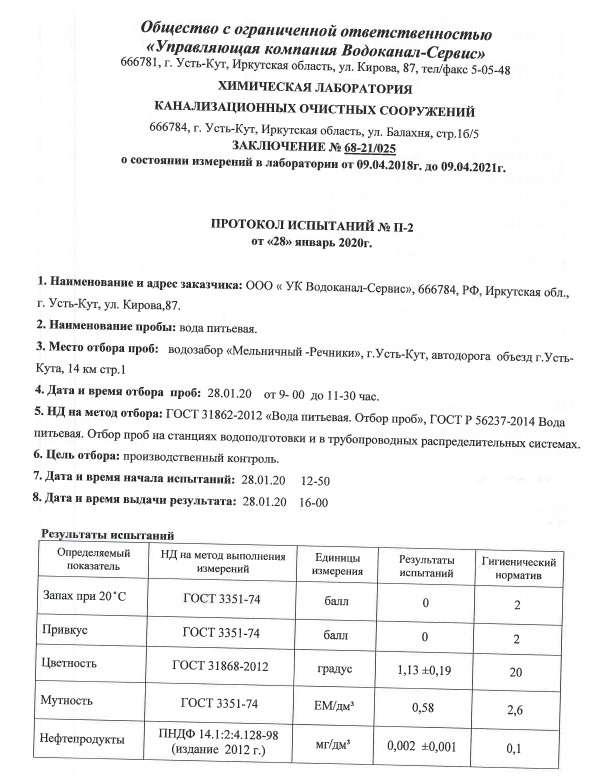 Общество с ограниченной ответственностью
«Управляющая компания Водоканал-Сервис»
666781, г. Усть-Кут, Иркутская область, ул. Кирова, 87, тел/факс 5-05-48
ХИМИЧЕСКАЯ ЛАБОРАТОРИЯ
КАНАЛИЗАЦИОННЫХ ОЧИСТНЫХ СООРУЖЕНИЙ
666784, г. Усть-Кут, Иркутская область, ул. Балахня, стр.1б/5
ЗАКЛЮЧЕНИЕ № 68-21/025
о состоянии измерений в лаборатории от 09.04.2018г. до 09.04.2021г.
ПРОТОКОЛ ИСПЫТАНИЙ № П-2
от «28» январь 2020г.
1. Наименование и адрес заказчика: ООО « УК Водоканал-Сервис», 666784, РФ, Иркутская обл.,
г. Усть-Кут, ул. Кирова,87.
2. Наименование пробы: вода питьевая.
3. Место отбора проб: водозабор «Мельничный -Речники», г.Усть-Кут, автодорога объезд г.Усть-
Кута, 14 км стр.1
4. Дата и время отбора проб: 28.01.20 от 9- 00 до 11-30 час.
5. НД на метод отбора: ГОСТ 31862-2012 «Вода питьевая. Отбор проб», ГОСТ Р 56237-2014 Вода
питьевая. Отбор проб на станциях водоподготовки и в трубопроводных распределительных системах.
6. Цель отбора: производственный контроль.
7. Дата и время начала испытаний: 28.01.20 12-50
8. Дата и время выдачи результата: 28.01.20 16-00
Результаты испытаний
Определяемый показатель НД на метод выполнения измерений Единицы измерения Результаты испытаний Гигиенический норматив
Запах при 20˚С ГОСТ 3351-74 балл 0 2
Привкус ГОСТ 3351-74 балл 0 2
Цветность ГОСТ 31868-2012 градус 1,13 ±0,19 20
Мутность ГОСТ 3351-74 ЕМ/дм³ 0,58 2,6
Нефтепродукты ПНДФ 14.1:2:4.128-98 (издание 2012 г.) мг/дм³ 0,002 ±0,001 0,1